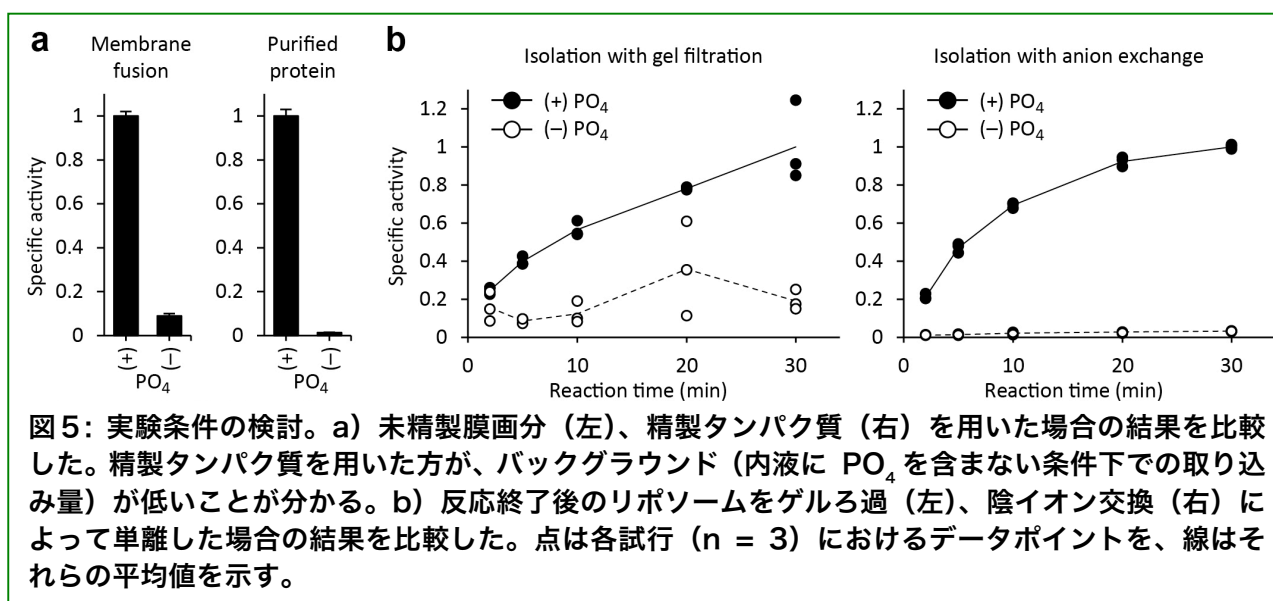 a
Membrane
fusion
Purified
protein
Specific activity
1
0.8
0.6
0.4
0.2
0
(+)
(−)
PO4
1
0.8
0.6
0.4
0.2
0
(+)
(−)
PO4
b
Isolation with gel filtration
Specific activity
(+) PO4
(−) PO4
1.2
1
0.8
0.6
0.4
0.2
0
0 10 20 30
Reaction time (min)
Isolation with anion exchange
(+) PO4
(−) PO4
1.2
1
0.8
0.6
0.4
0.2
0
0 10 20 30
Reaction time (min)
図5: 実験条件の検討。a)未精製膜画分(左)、精製タンパク質(右)を用いた場合の結果を比較
した。精製タンパク質を用いた方が、バックグラウンド(内液に PO4を含まない条件下での取り込
み量)が低いことが分かる。b)反応終了後のリポソームをゲルろ過(左)、陰イオン交換(右)に
よって単離した場合の結果を比較した。点は各試行(n = 3)におけるデータポイントを、線はそ
れらの平均値を示す。